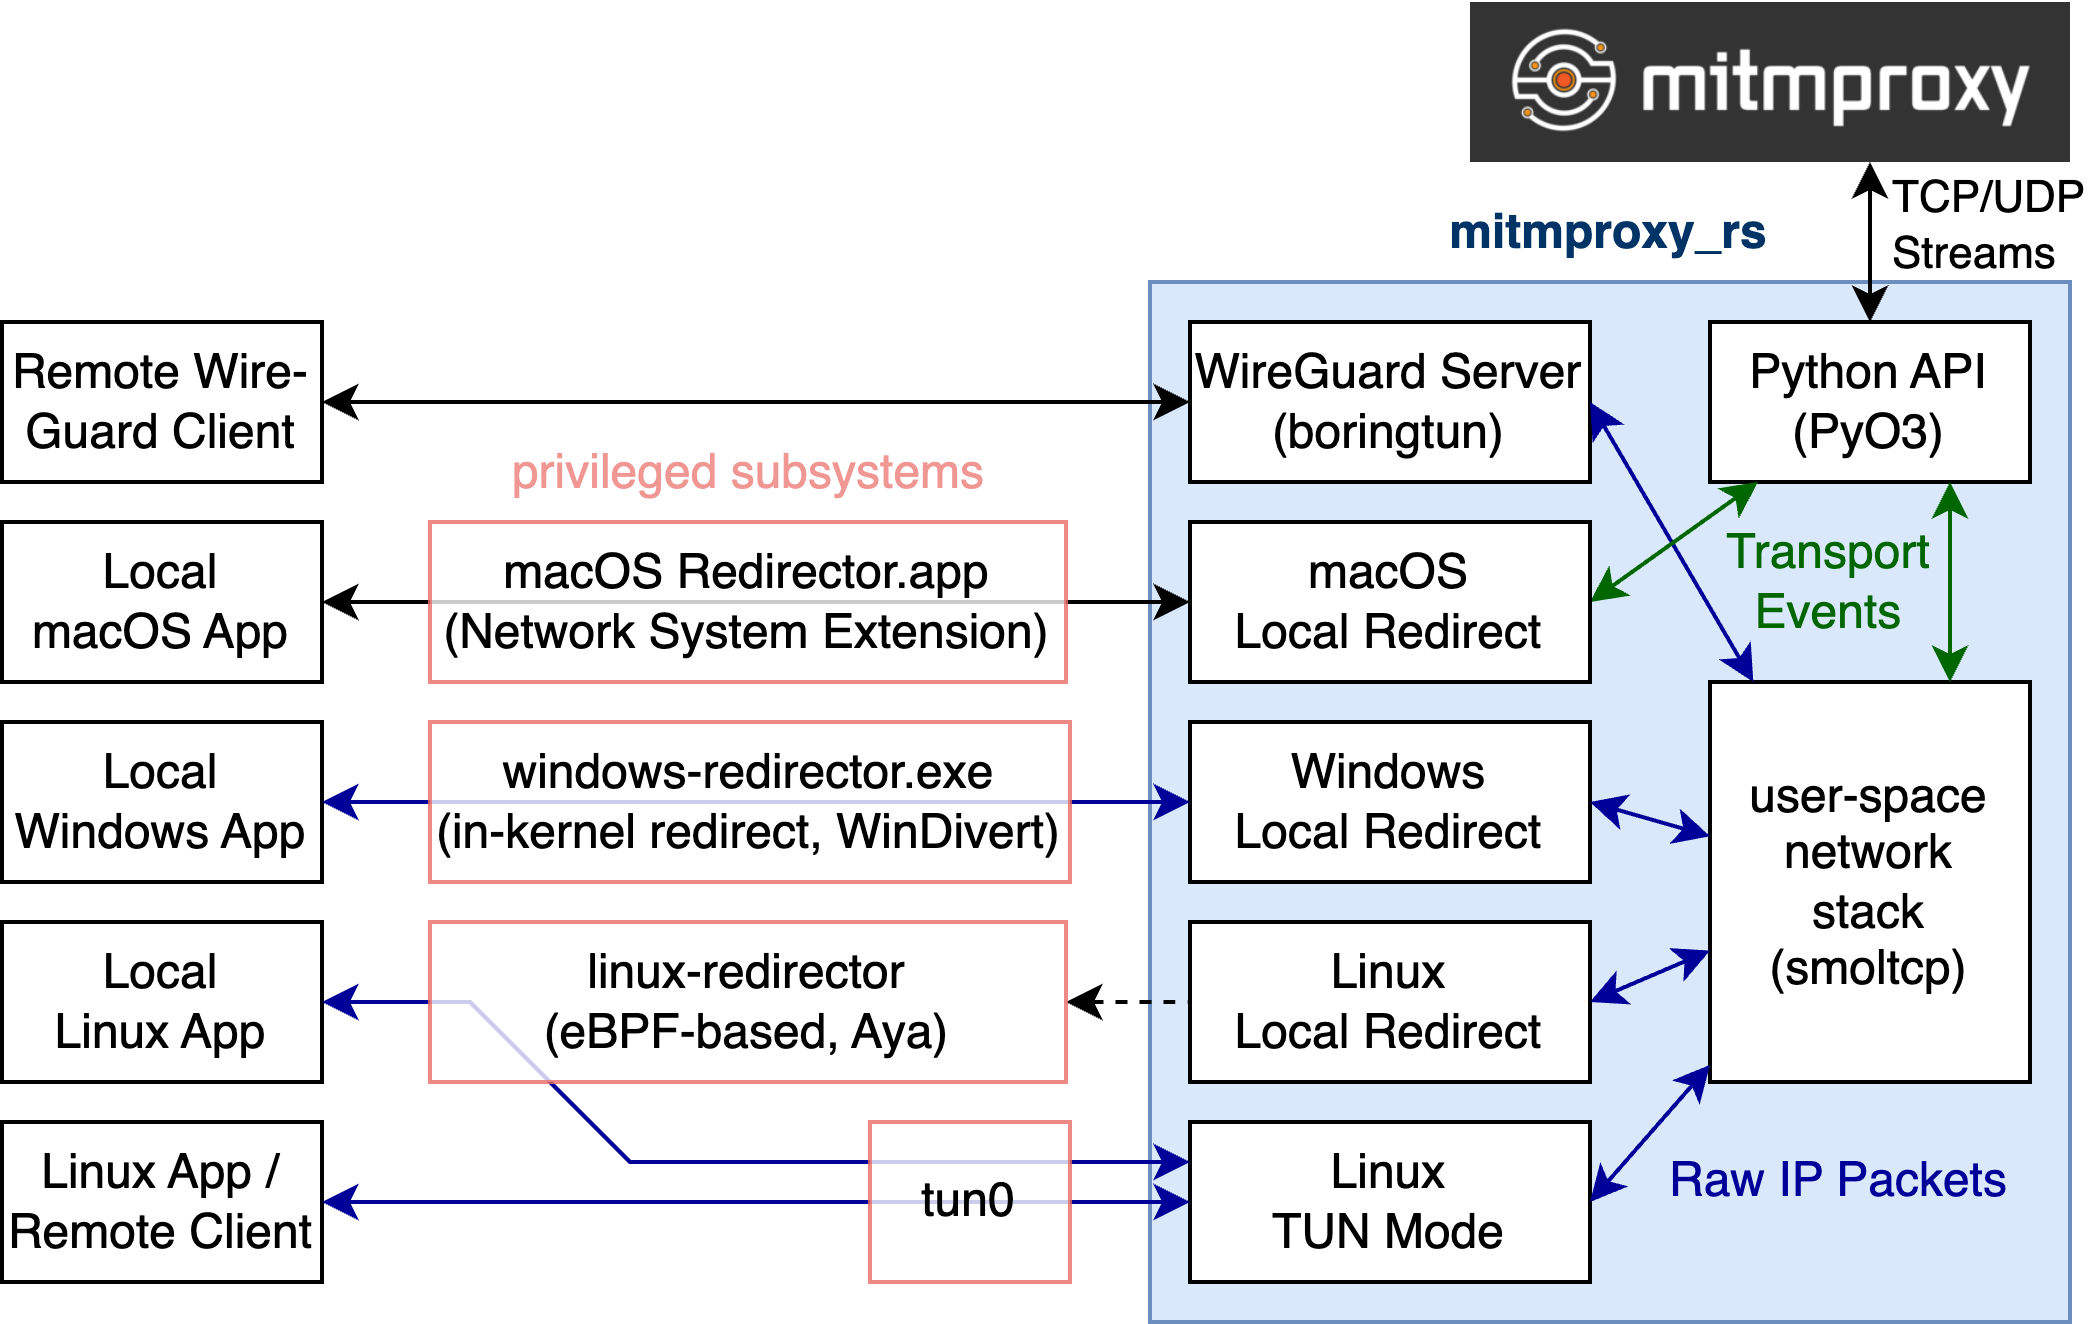 mitmproxy
TCP/UDP
Streams
mitmproxy_rs
Remote Wire-
Guard Client
WireGuard Server
(boringtun)
Python API
(PyO3)
privileged subsystems
Local
macOS App
macOS Redirector.app
(Network System Extension)
macOS
Local Redirect
Transport
Events
Local
Windows App
windows-redirector.exe
(in-kernel redirect, WinDivert)
Windows
Local Redirect
user-space
network
stack
(smoltcp)
Local
Linux App
linux-redirector
(eBPF-based, Aya)
Linux
Local Redirect
Linux App /
Remote Client
tun0
Linux
TUN Mode
Raw IP Packets